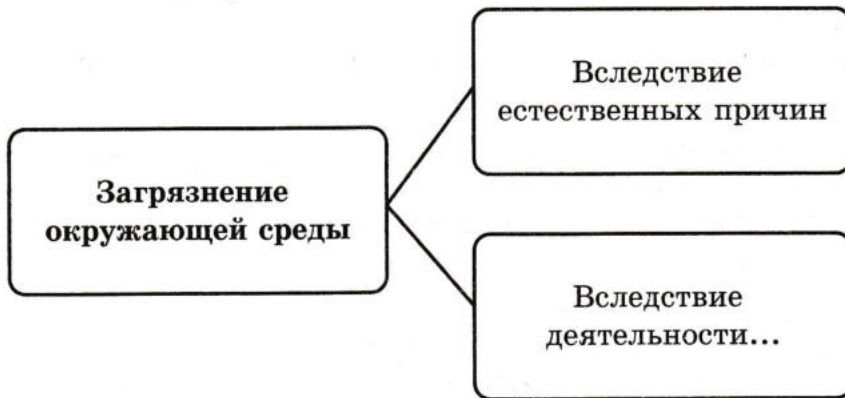 Загрязнение
окружающей среды
Вследствие
естественных причин
Вследствие
деятельности...